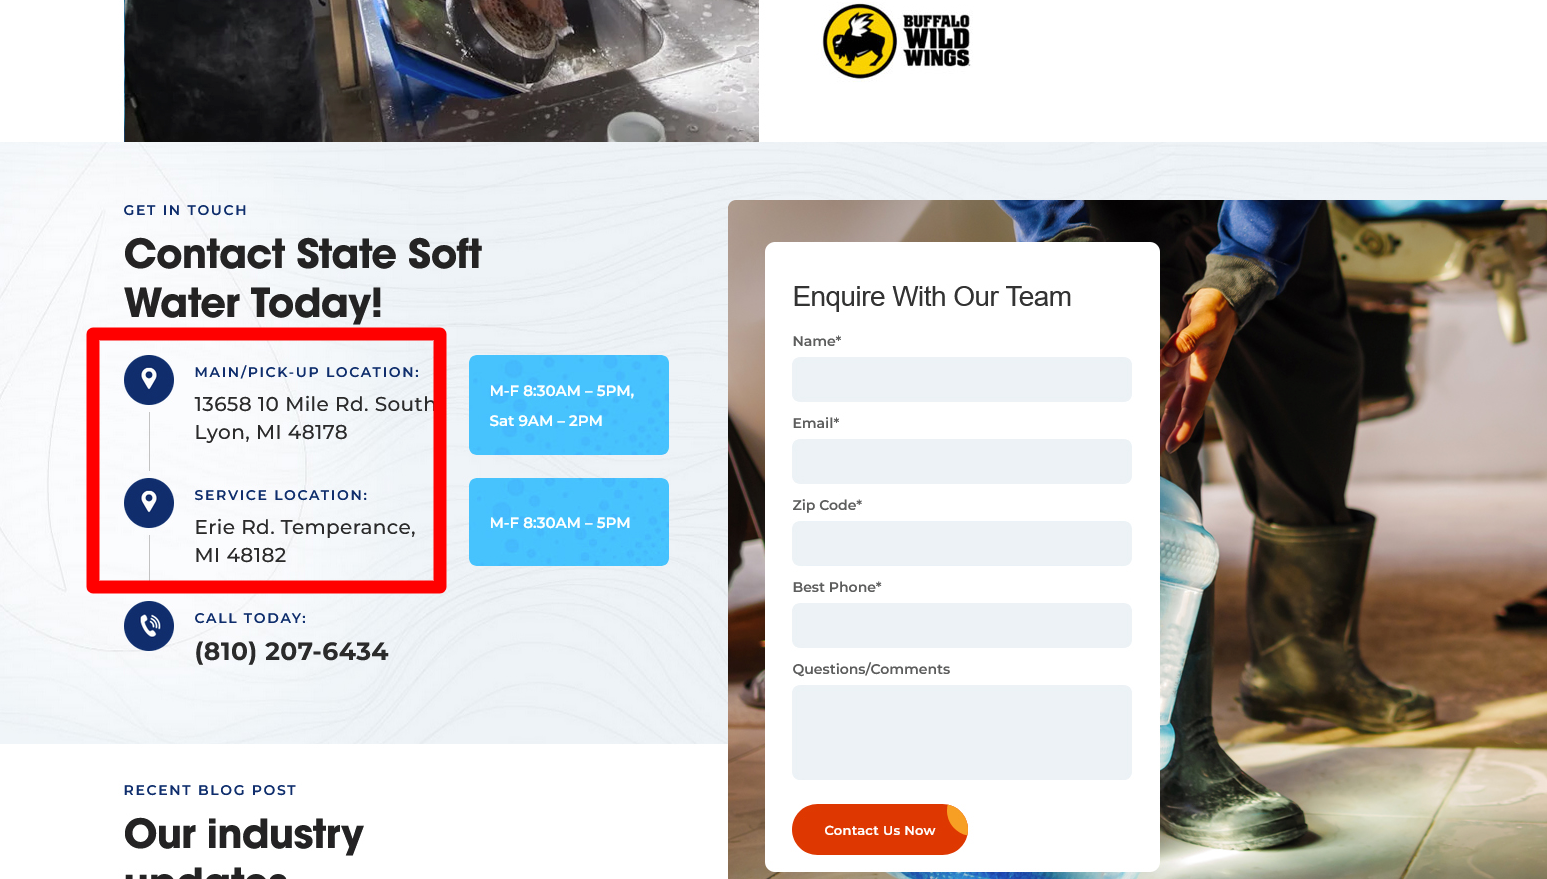 BUFFALO
WILD
WINGS
GET IN TOUCH
Contact State Soft
Water Today!
MAIN/PICK-UP LOCATION:
13658 10 Mile Rd. South
Lyon, MI 48178
M-F 8:30AM – 5PM,
Sat 9AM – 2PM
SERVICE LOCATION:
Erie Rd. Temperance,
MI 48182
M-F 8:30AM – 5PM
CALL TODAY:
(810) 207-6434
Enquire With Our Team
Name*
Email*
Zip Code*
Best Phone*
Questions/Comments
Contact Us Now
RECENT BLOG POST
Our industry
updates